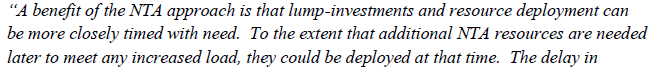 “A benefit of the NTA approach is that lump-investments and resource deployment can
be more closely timed with need.  To the extent that additional NTA resources are needed
later to meet any increased load, they could be deployed at that time.  The delay in